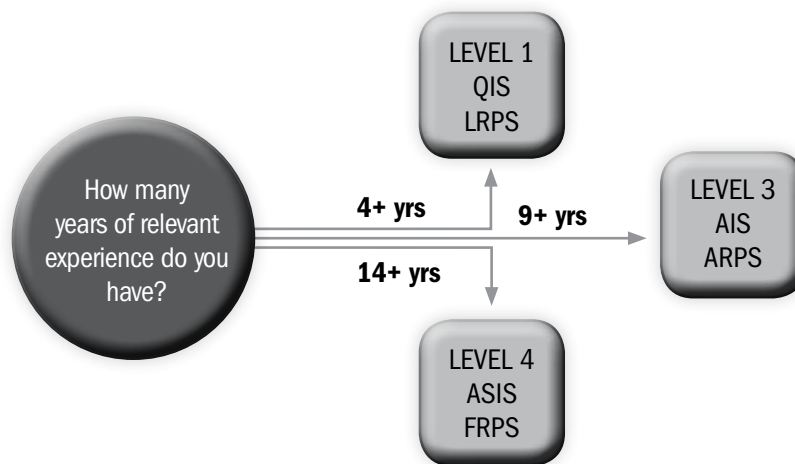 LEVEL 1
QIS
LRPS
How many
years of relevant
experience do you
have?
4+ yrs
9+ yrs
14+ yrs
LEVEL 3
AIS
ARPS
LEVEL 4
ASIS
FRPS